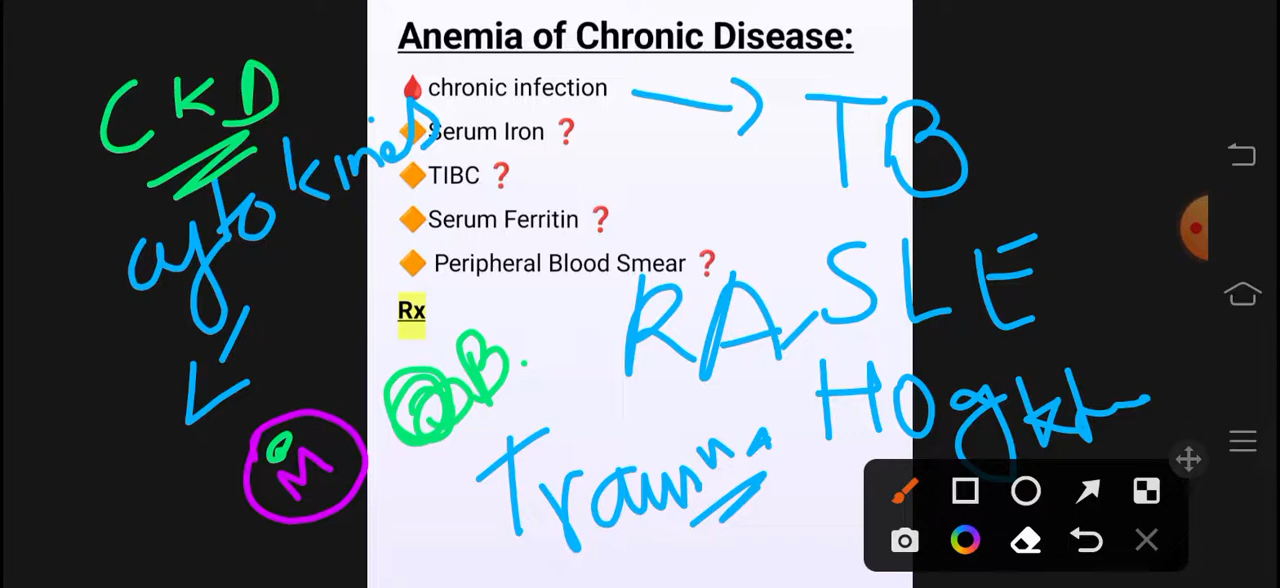 Anemia of Chronic Disease:
CKD
chronic infection
TB
Serum Iron ?
cytokines
TIBC ?
Serum Ferritin ?
Peripheral Blood Smear ?
RA, SLE
Rx
M
Trauma